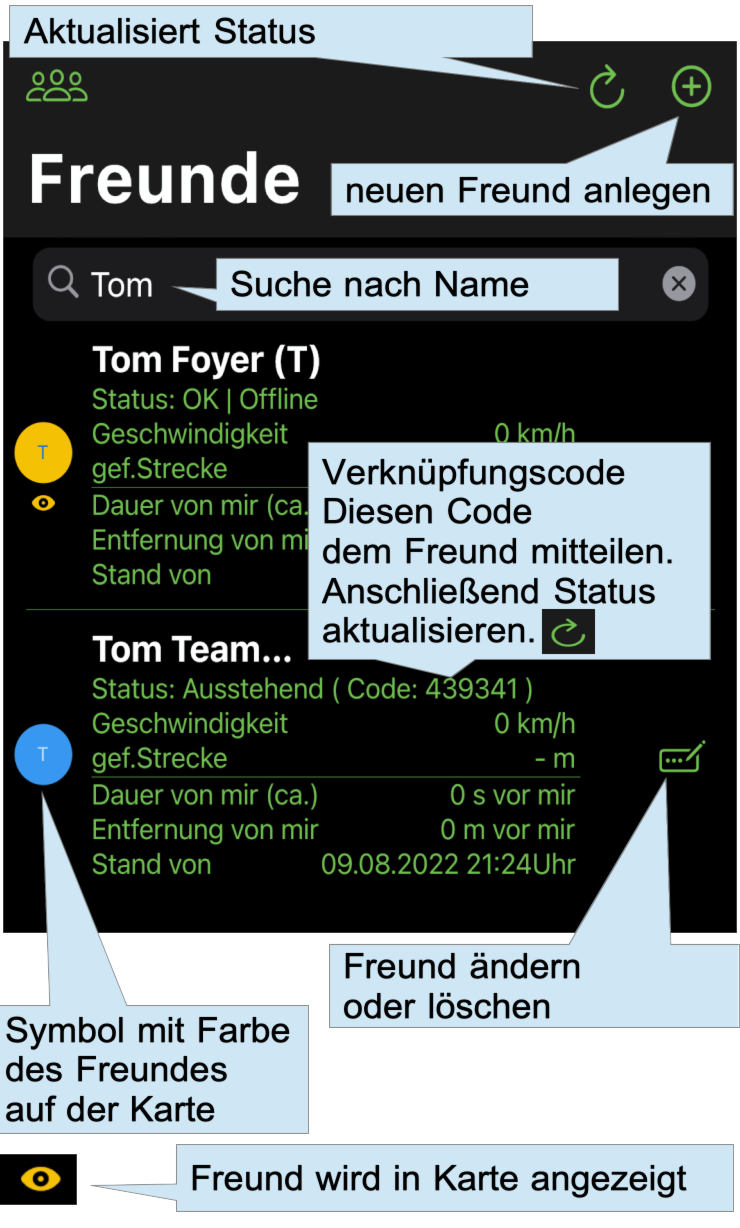 Aktualisiert Status
Freunde
neuen Freund anlegen
Tom
Suche nach Name
Tom Foyer (T)
Status: OK | Offline
Geschwindigkeit 0 km/h
gef.Strecke
T
Dauer von mir (ca.
Entfernung von mi
Stand von
Verknüpfungscode
Diesen Code
dem Freund mitteilen.
Anschließend Status
aktualisieren.
Tom Team...
Status: Ausstehend ( Code: 439341 )
Geschwindigkeit 0 km/h
T
gef.Strecke - m
Dauer von mir (ca.) 0 s vor mir
Entfernung von mir 0 m vor mir
Stand von 09.08.2022 21:24Uhr
Freund ändern
oder löschen
Symbol mit Farbe
des Freundes
auf der Karte
Freund wird in Karte angezeigt